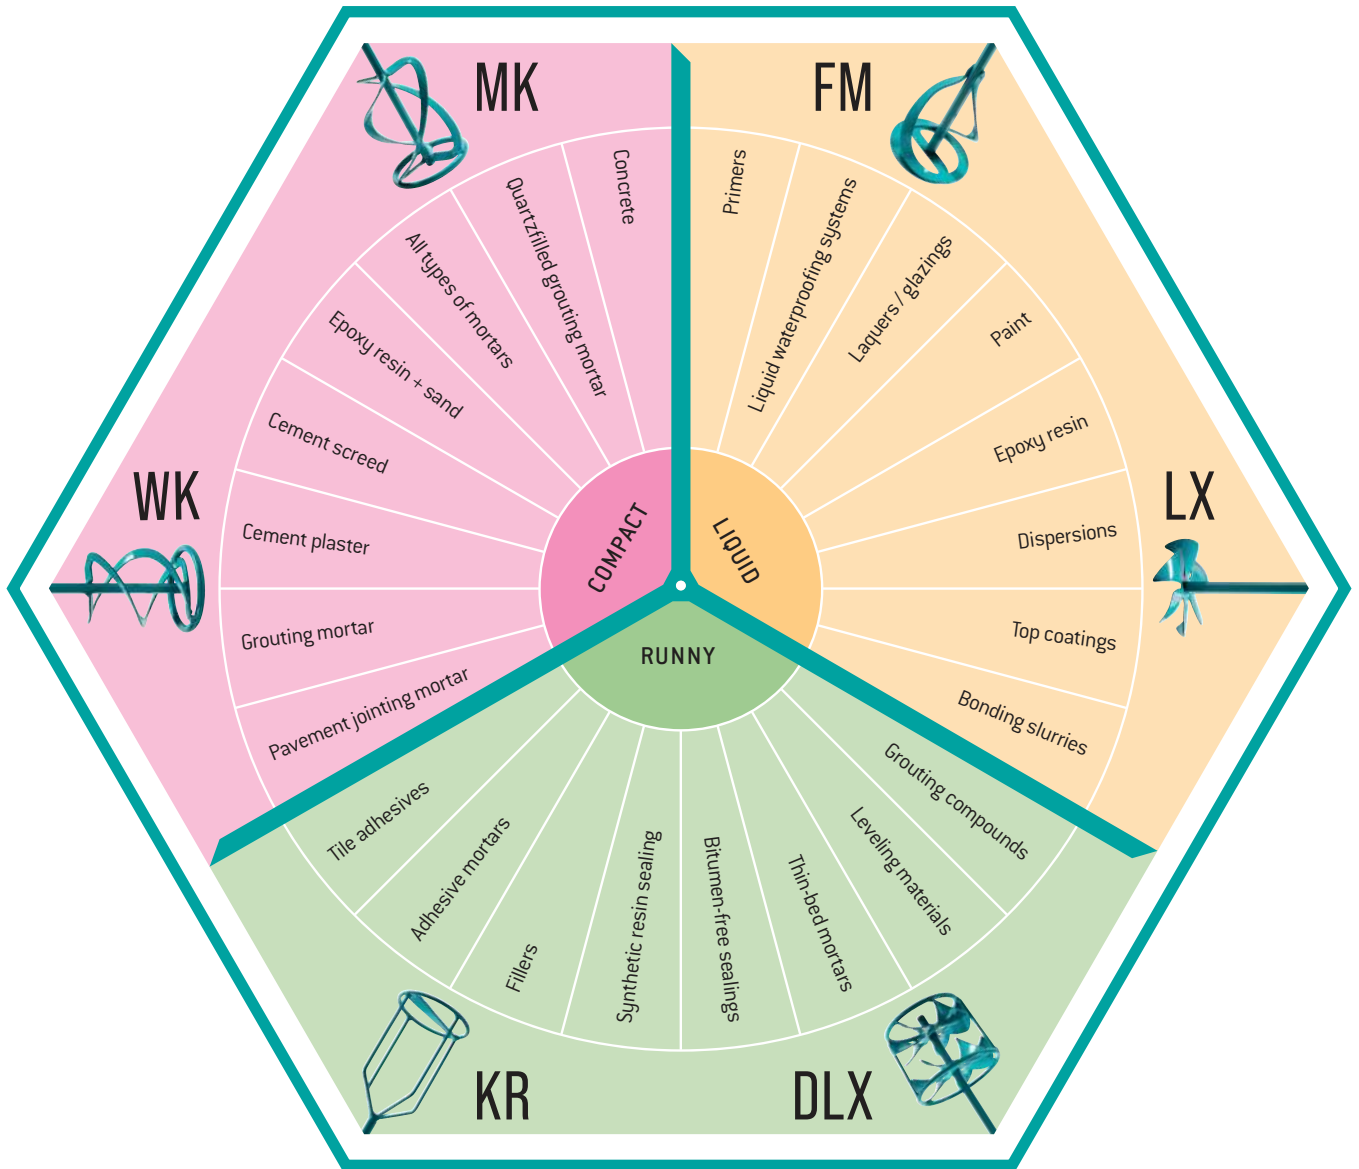 MK
FM
Concrete
Quartzfilled grouting mortar
All types of mortars
Epoxy resin + sand
Cement screed
Cement plaster
Grouting mortar
Pavement jointing mortar
WK
COMPACT
Primers
Liquid waterproofing systems
Laquers / glazings
Paint
Epoxy resin
Dispersions
Top coatings
Bonding slurries
LX
LIQUID
RUNNY
Tile adhesives
Adhesive mortars
Fillers
Synthetic resin sealing
Bitumen-free sealings
Thin-bed mortars
Leveling materials
Grouting compounds
KR
DLX